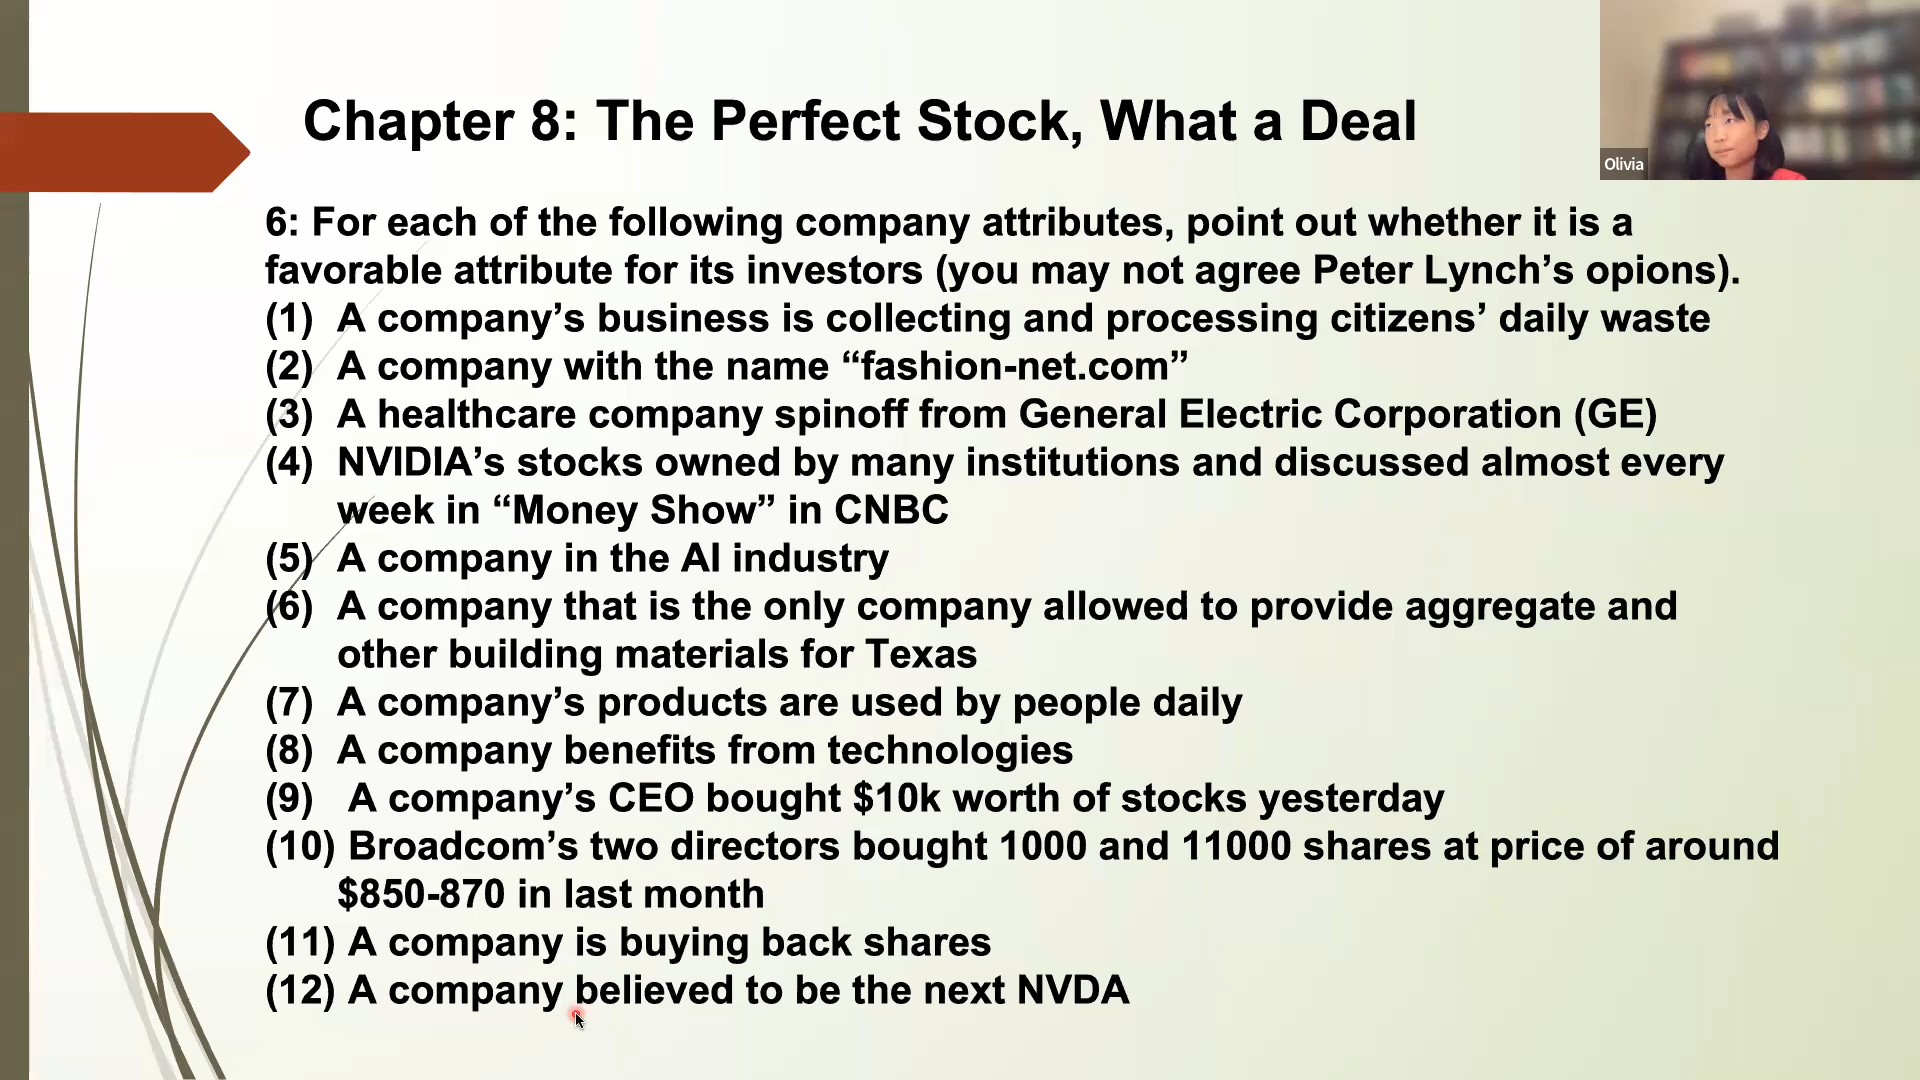 Chapter 8: The Perfect Stock, What a Deal
Olivia
6: For each of the following company attributes, point out whether it is a
favorable attribute for its investors (you may not agree Peter Lynch’s opions).
(1) A company’s business is collecting and processing citizens’ daily waste
(2) A company with the name “fashion-net.com”
(3) A healthcare company spinoff from General Electric Corporation (GE)
(4) NVIDIA’s stocks owned by many institutions and discussed almost every
week in “Money Show” in CNBC
(5) A company in the AI industry
(6) A company that is the only company allowed to provide aggregate and
other building materials for Texas
(7) A company’s products are used by people daily
(8) A company benefits from technologies
(9) A company’s CEO bought $10k worth of stocks yesterday
(10) Broadcom’s two directors bought 1000 and 11000 shares at price of around
$850-870 in last month
(11) A company is buying back shares
(12) A company believed to be the next NVDA